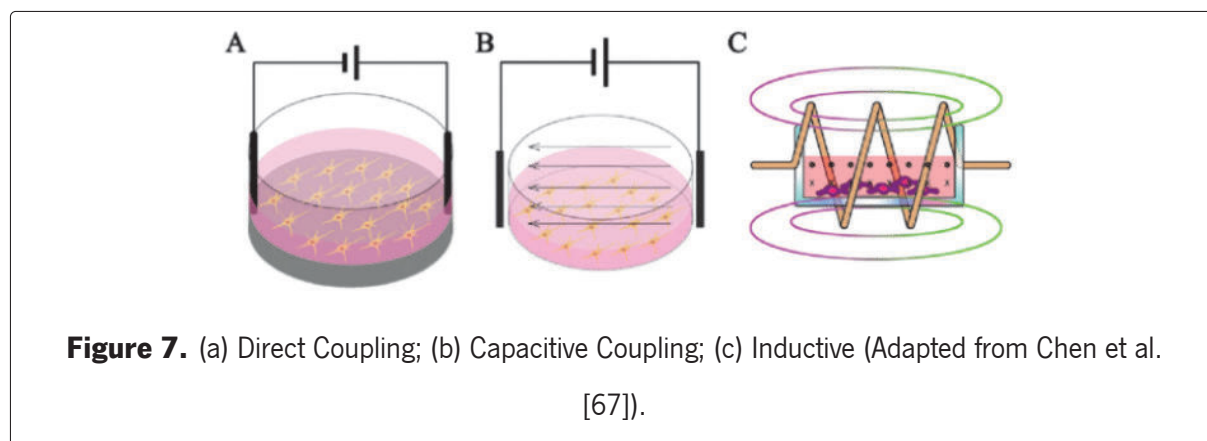 A
B
C
Figure 7. (a) Direct Coupling; (b) Capacitive Coupling; (c) Inductive (Adapted from Chen et al.
[67]).